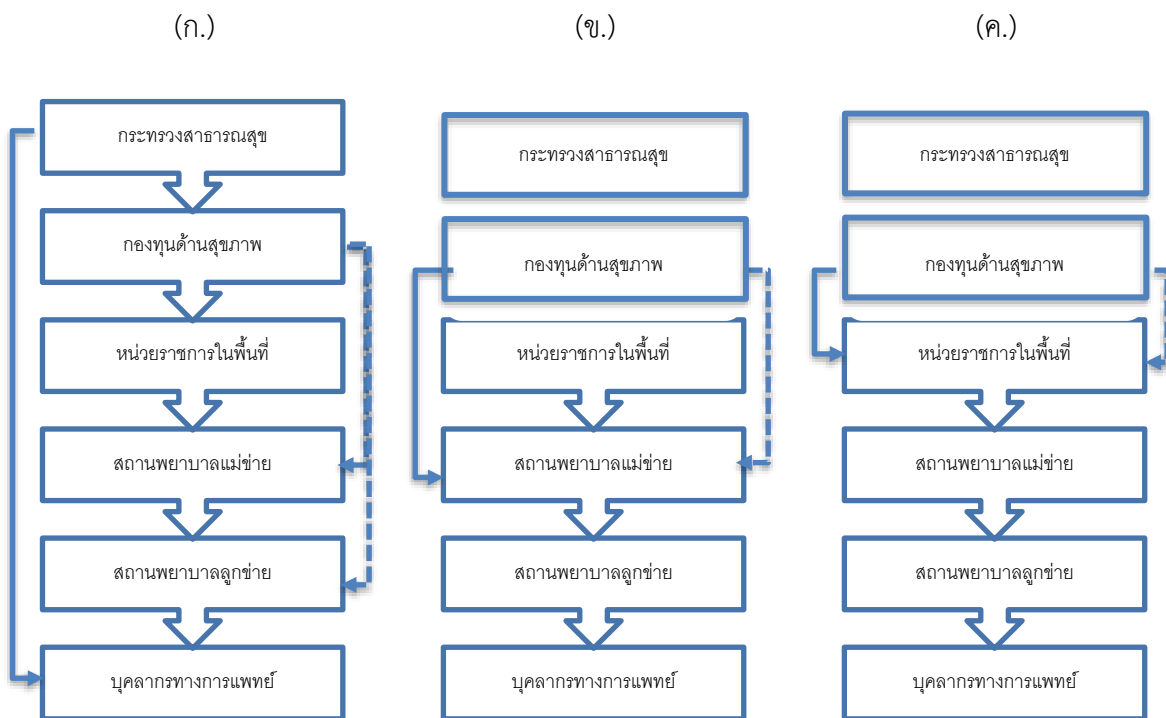 (ก.)
(ข.)
(ค.)
กระทรวงสาธารณสุข
กองทุนด้านสุขภาพ
หน่วยราชการในพื้นที่
สถานพยาบาลแม่ข่าย
สถานพยาบาลลูกข่าย
บุคลากรทางการแพทย์
กระทรวงสาธารณสุข
กองทุนด้านสุขภาพ
หน่วยราชการในพื้นที่
สถานพยาบาลแม่ข่าย
สถานพยาบาลลูกข่าย
บุคลากรทางการแพทย์
กระทรวงสาธารณสุข
กองทุนด้านสุขภาพ
หน่วยราชการในพื้นที่
สถานพยาบาลแม่ข่าย
สถานพยาบาลลูกข่าย
บุคลากรทางการแพทย์